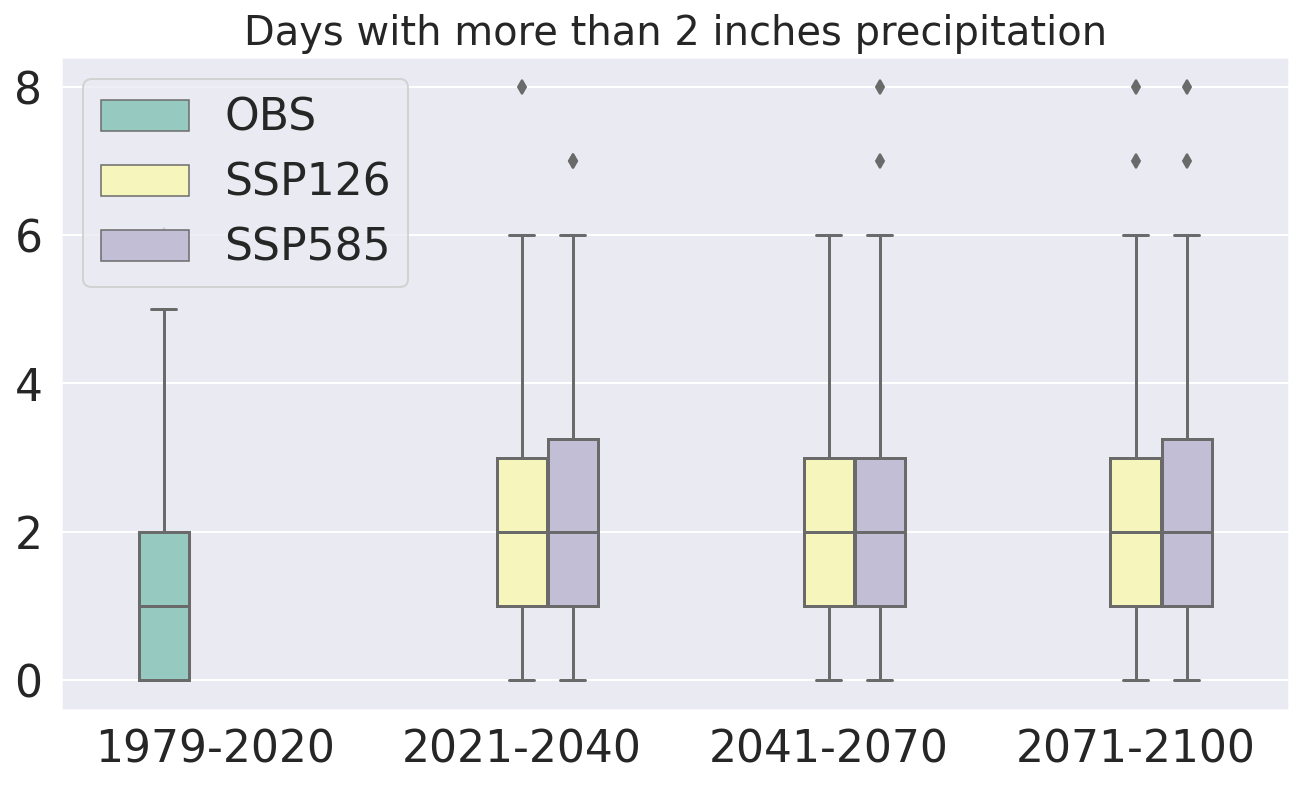 Days with more than 2 inches precipitation
8
6
4
2
0
OBS
SSP126
SSP585
1979-2020
2021-2040
2041-2070
2071-2100